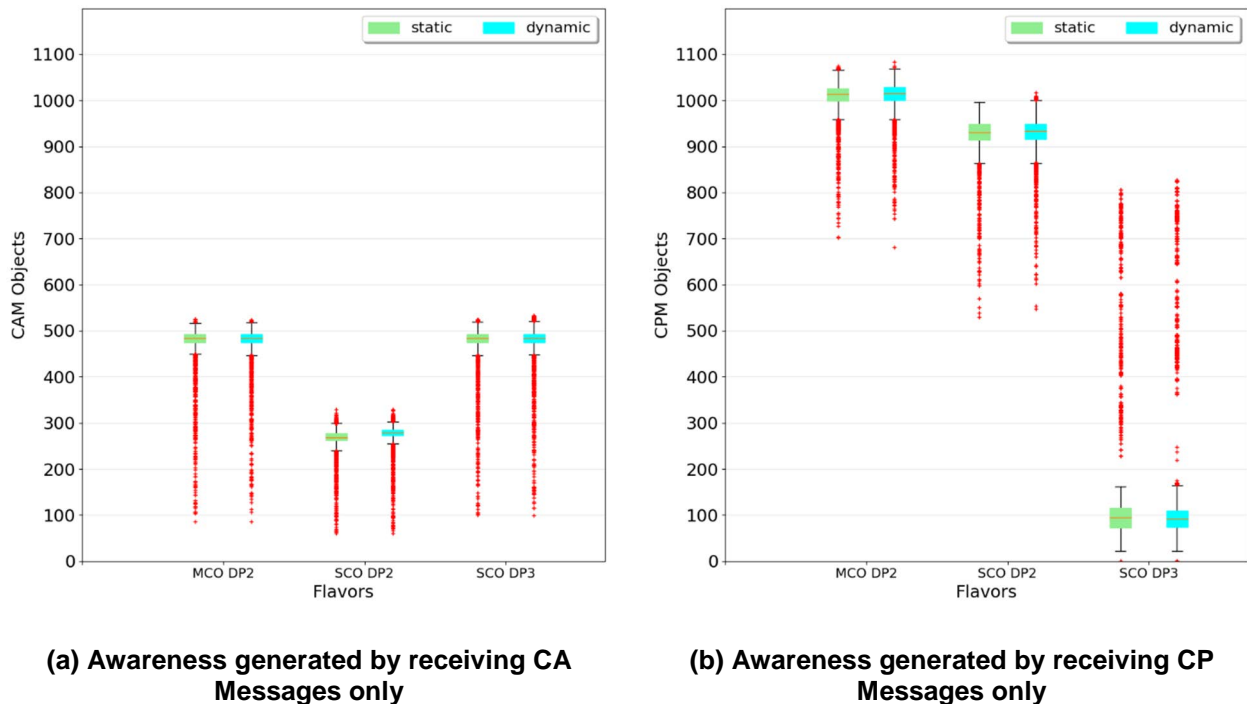 static dynamic
1100
1000
900
800
700
600
500
400
300
200
100
0
CAM Objects
MCO DP2 SCO DP2 SCO DP3
Flavors
(a) Awareness generated by receiving CA
Messages only
static dynamic
1100
1000
900
800
700
600
500
400
300
200
100
0
CPM Objects
MCO DP2 SCO DP2 SCO DP3
Flavors
(b) Awareness generated by receiving CP
Messages only